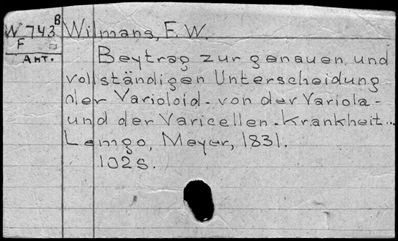 W 743 B Wilmans, F. W.
F
Ant. Beytrag zur genauen und
vollständigen Unterscheidung
der Varioloid- von der Variola-
und der Varicellen-Krankheit...
Lemgo, Meyer, 1831.
102 S.